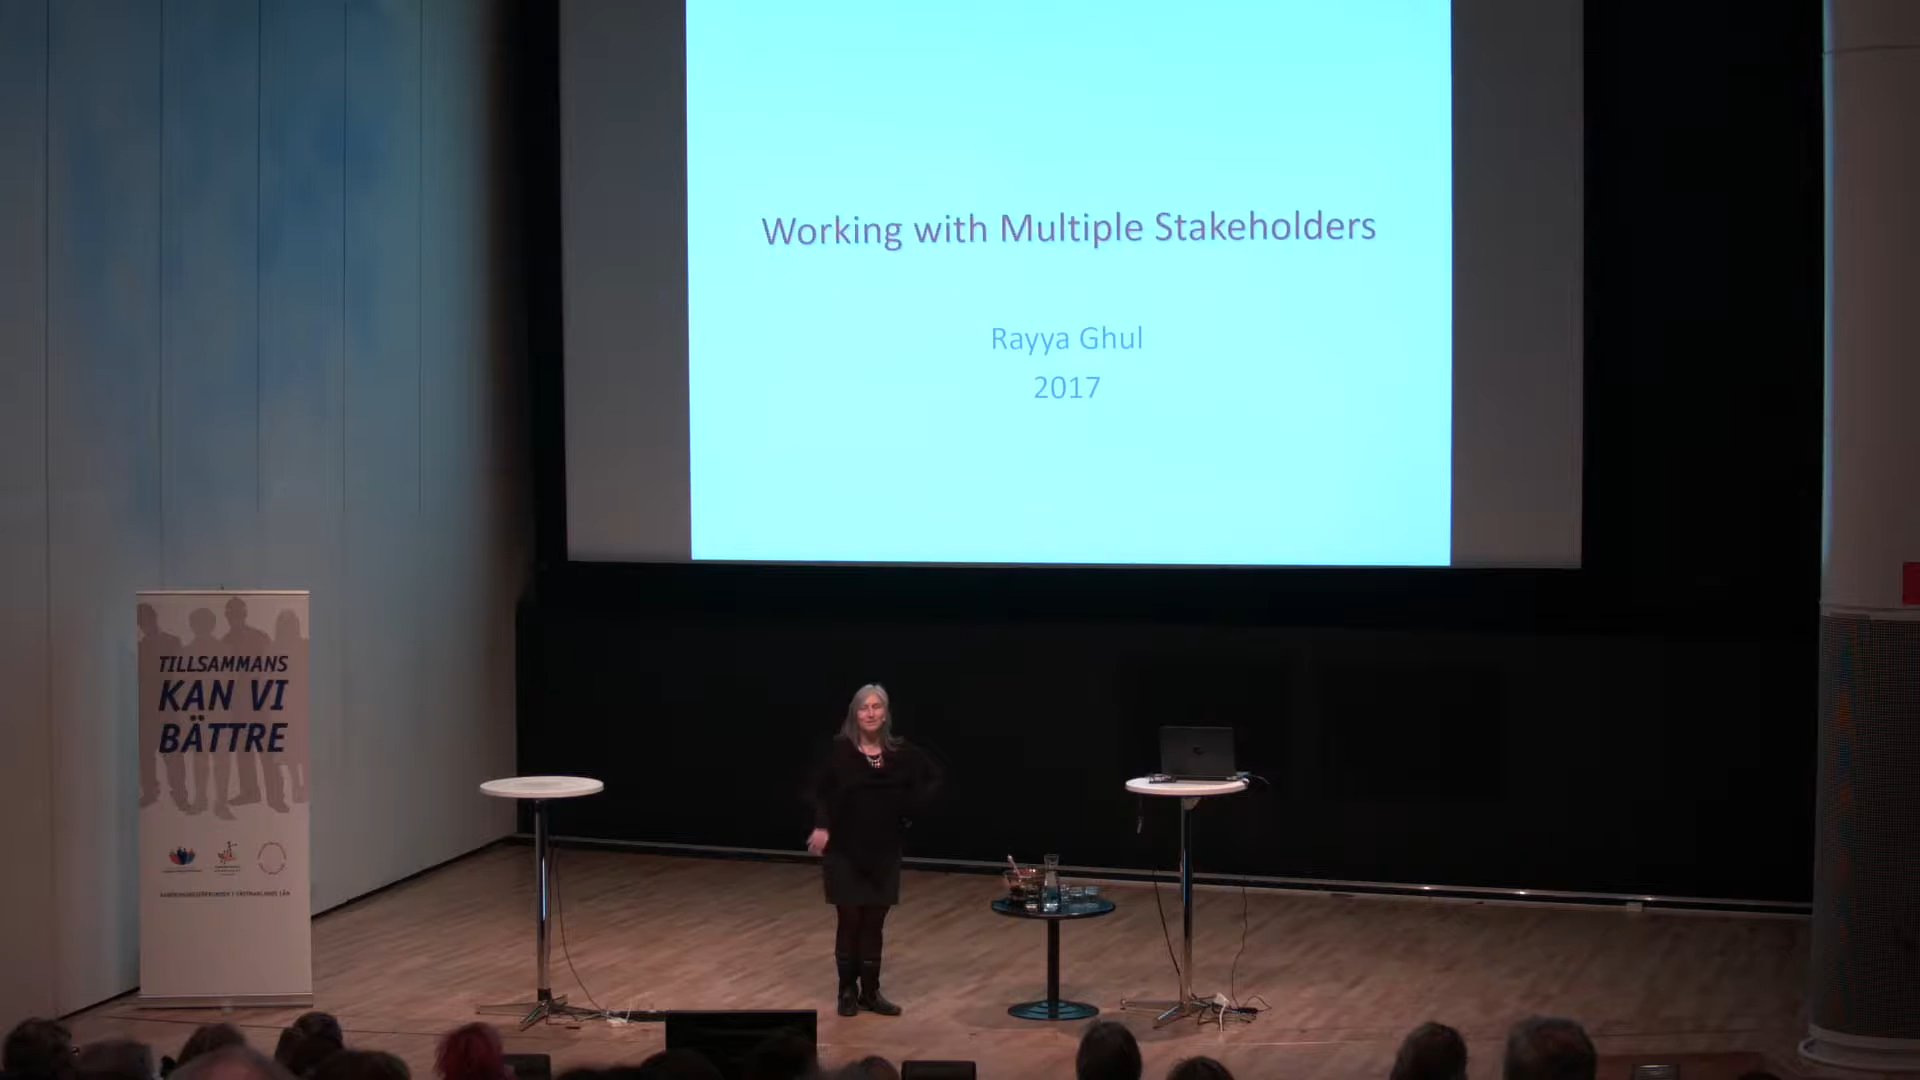 Working with Multiple Stakeholders
Rayya Ghul
2017
TILLSAMMANS
KAN VI
BÄTTRE